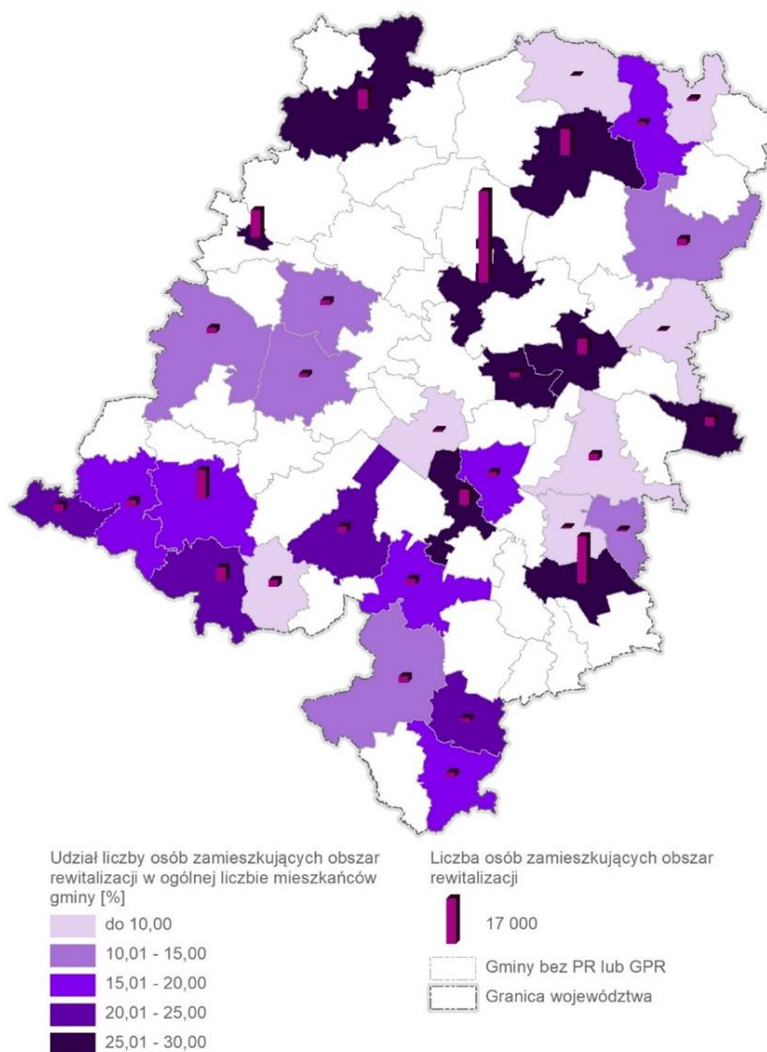 Udział liczby osób zamieszkujących obszar
rewitalizacji w ogólnej liczbie mieszkańców
gminy [%]
do 10,00
10,01 - 15,00
15,01 - 20,00
20,01 - 25,00
25,01 - 30,00
Liczba osób zamieszkujących obszar
rewitalizacji
17 000
Gminy bez PR lub GPR
Granica województwa